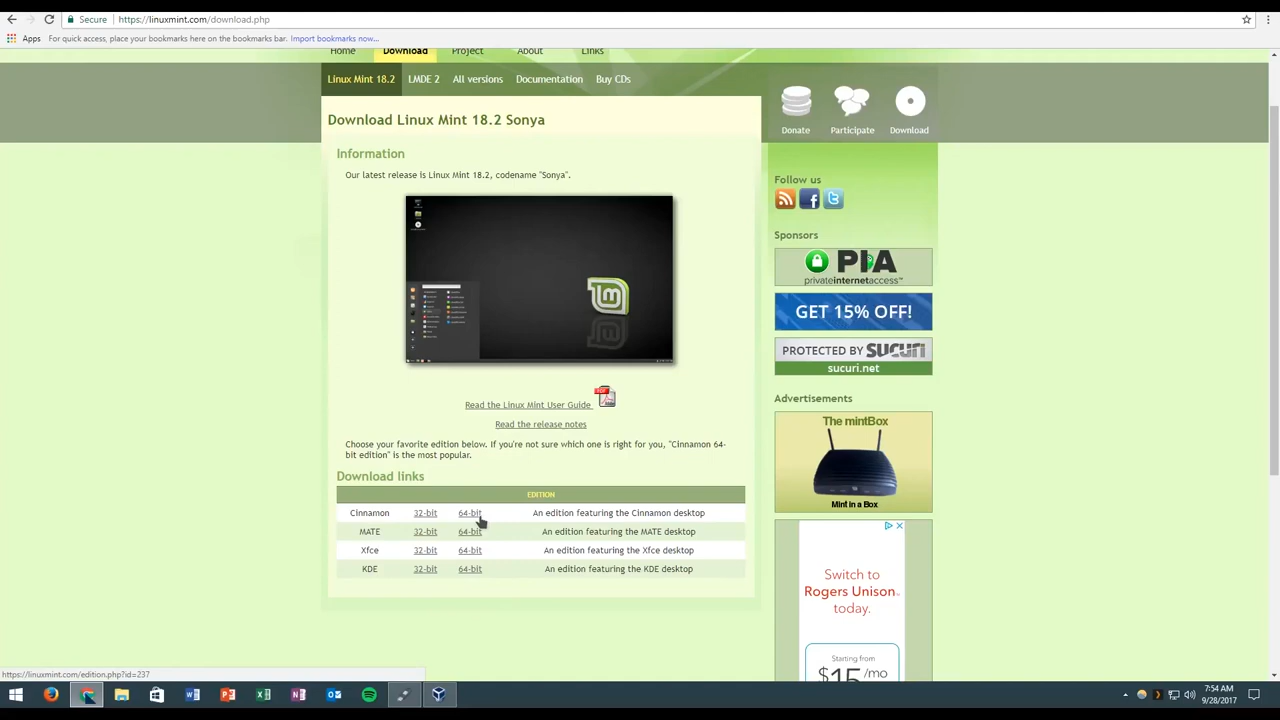 Secure
https://linuxmint.com/download.php
Apps
For quick access, place your bookmarks here on the bookmarks bar. Import bookmarks now...
Home
Download
Project
About
Links
Linux Mint 18.2
LMDE 2
All versions
Documentation
Buy CDs
Donate
Participate
Download
Download Linux Mint 18.2 Sonya
Information
Our latest release is Linux Mint 18.2, codename "Sonya".
Read the Linux Mint User Guide
Read the release notes
Choose your favorite edition below. If you're not sure which one is right for you, "Cinnamon 64-
bit edition" is the most popular.
Download links
EDITION
Cinnamon 32-bit 64-bit An edition featuring the Cinnamon desktop
MATE 32-bit 64-bit An edition featuring the MATE desktop
Xfce 32-bit 64-bit An edition featuring the Xfce desktop
KDE 32-bit 64-bit An edition featuring the KDE desktop
Follow us
Sponsors
PIA
privateinternetaccess™
GET 15% OFF!
PROTECTED BY SUCURI
sucuri.net
Advertisements
The mintBox
Mint in a Box
Switch to
Rogers Unison
today.
Starting from
$15/mo
https://linuxmint.com/edition.php?id=237
7:54 AM
9/28/2017